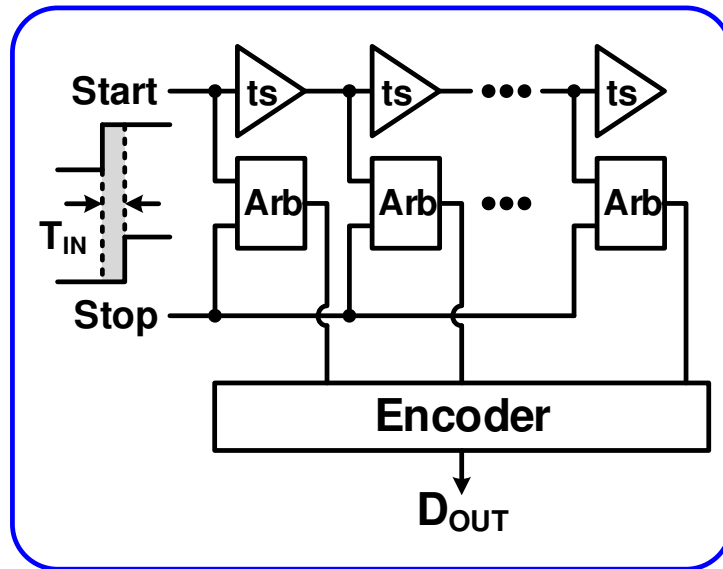 Start
ts
ts
•••
ts
Arb
Arb
•••
Arb
T_IN
Stop
Encoder
D_OUT